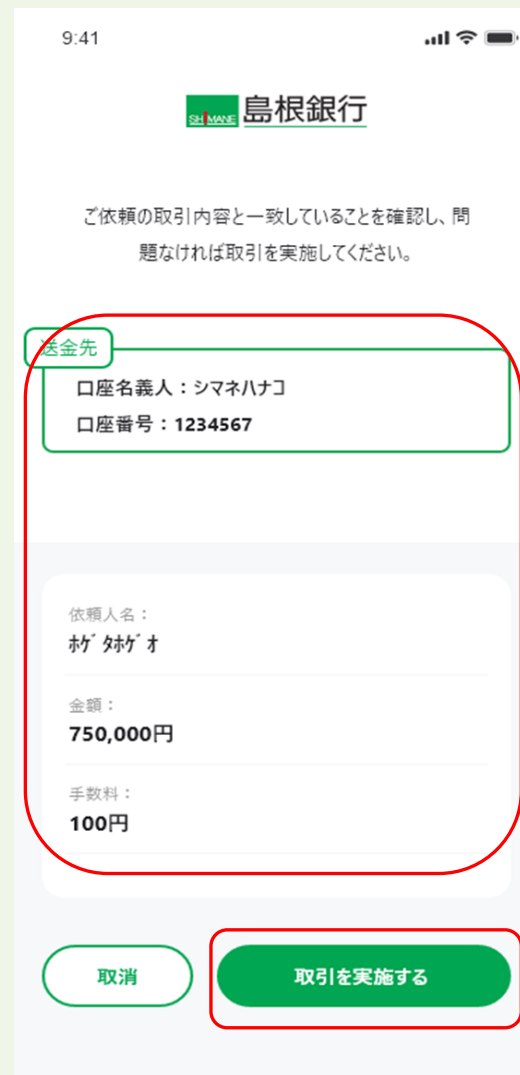 9:41
SHIMANE 島根銀行
ご依頼の取引内容と一致していることを確認し、問
題なければ取引を実施してください。
送金先
口座名義人：シマネハナコ
口座番号：1234567
依頼人名：
ﾎｹﾞﾀﾎｹﾞｵ
金額：
750,000円
手数料：
100円
取消
取引を実施する